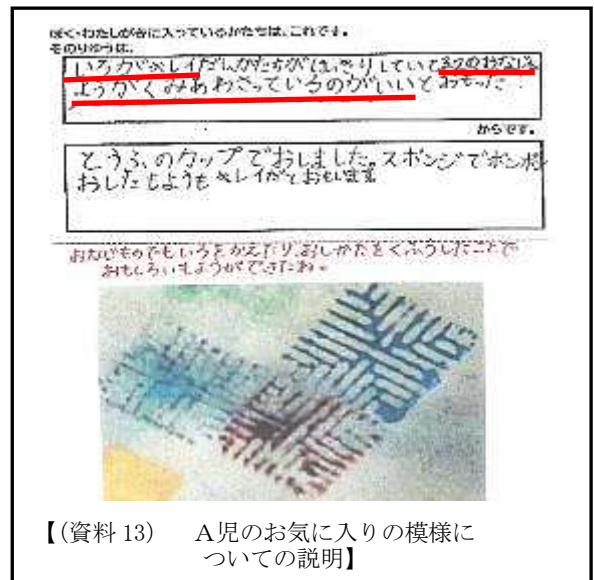 ぼく・わたしが気に入っているかたちは、これです。
そのりゆうは、
いろがキレイだしかたちがはっきりしていて3つのおなじも
ようがくみあわさっているのがいいとおもった
からです。
とうふのカップでおしました。スポンジでポンポン
おしたもようもキレイだとおもいます
おなじものでもいろをかえたり、おしかたをくふうしたことで
おもしろいもようができたね。
【(資料 13) A児のお気に入りの模様に
ついての説明】